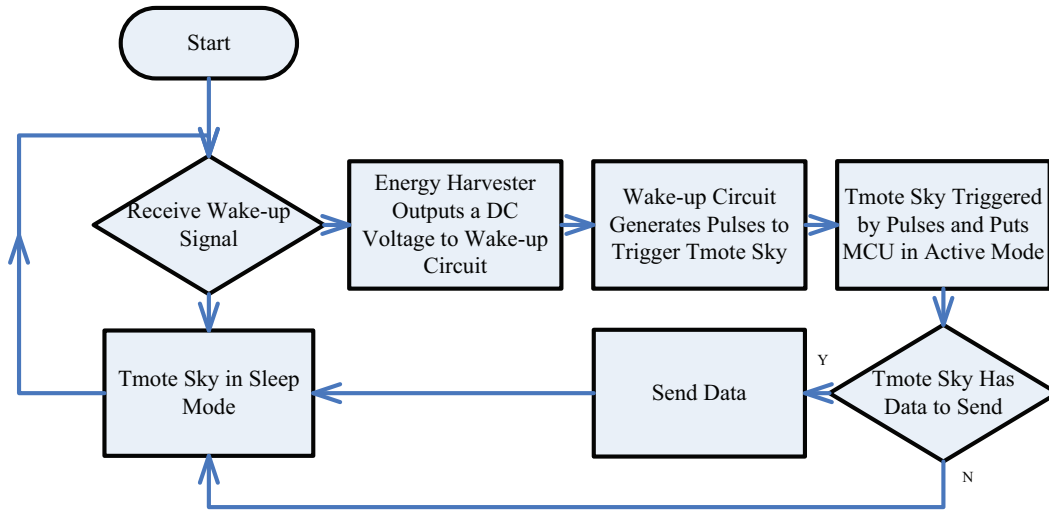 Start
Receive Wake-up
Signal
Energy Harvester
Outputs a DC
Voltage to Wake-up
Circuit
Wake-up Circuit
Generates Pulses to
Trigger Tmote Sky
Tmote Sky Triggered
by Pulses and Puts
MCU in Active Mode
Tmote Sky in Sleep
Mode
Send Data
Y
Tmote Sky Has
Data to Send
N